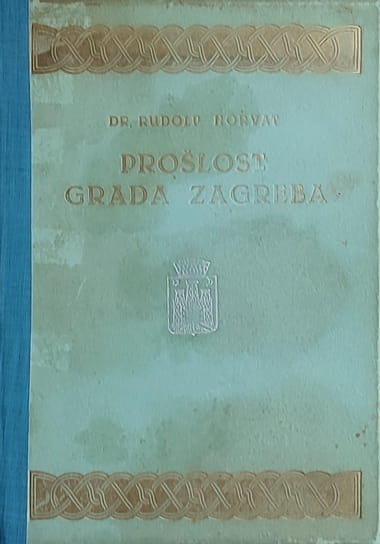 DR. RUDOLF HORVAT
PROŠLOST
GRADA ZAGREBA